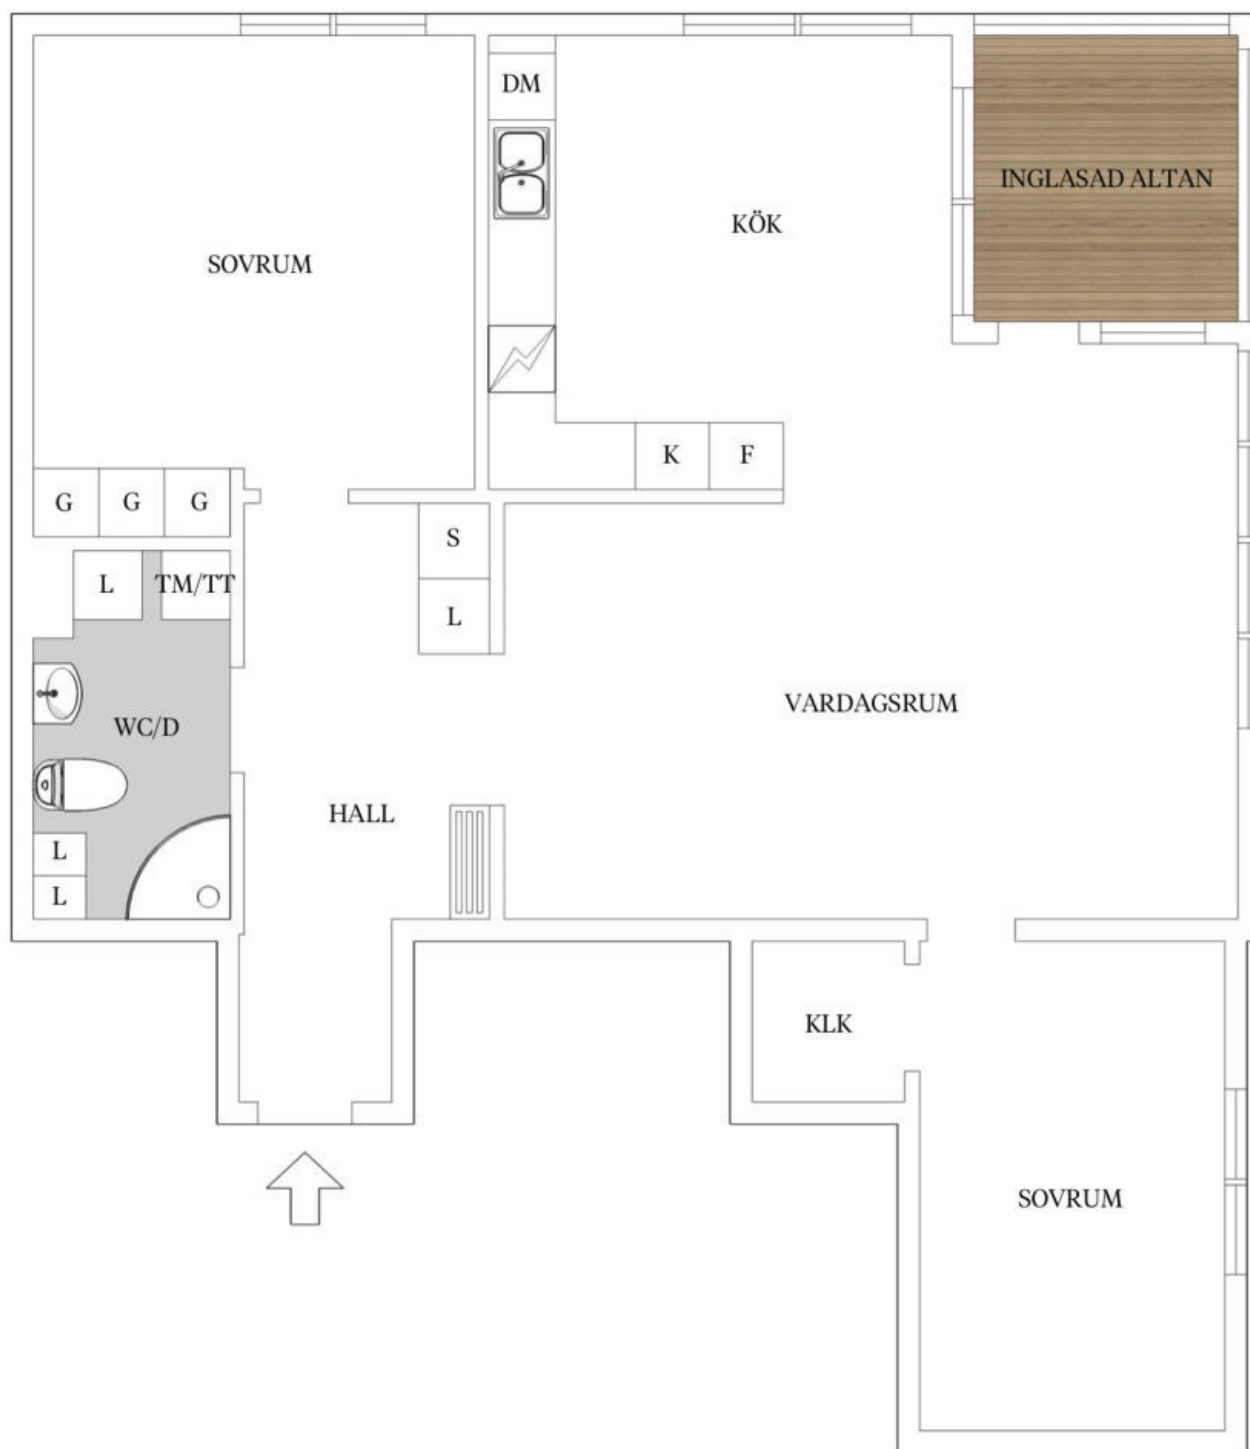 DM
INGLASAD ALTAN
KÖK
SOVRUM
K
F
G
G
G
S
L
TM/TT
L
VARDAGSRUM
WC/D
HALL
L
L
KLK
SOVRUM